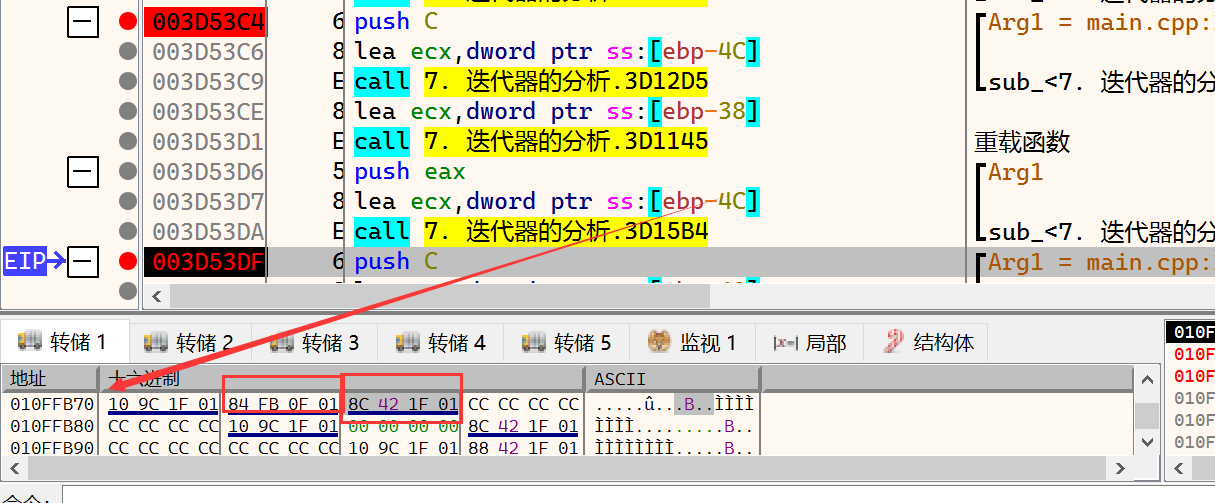 003D53C4 6 push C Arg1 = main.cpp:
003D53C6 8 lea ecx,dword ptr ss:[ebp-4C]
003D53C9 E call 7. 迭代器的分析.3D12D5 sub_<7. 迭代器的分
003D53CE 8 lea ecx,dword ptr ss:[ebp-38]
003D53D1 E call 7. 迭代器的分析.3D1145 重载函数
003D53D6 5 push eax Arg1
003D53D7 8 lea ecx,dword ptr ss:[ebp-4C]
003D53DA E call 7. 迭代器的分析.3D15B4 sub_<7. 迭代器的分
EIP 003D53DF 6 push C Arg1 = main.cpp:
转储 1 转储 2 转储 3 转储 4 转储 5 监视 1 [x=] 局部 结构体
地址 十六进制 ASCII
010FFB70 10 9C 1F 01 84 FB 0F 01 8C 42 1F 01 CC CC CC CC .....û...B..ÌÌÌÌ 010F
010FFB80 CC CC CC CC 10 9C 1F 01 00 00 00 00 8C 42 1F 01 ÌÌÌÌ.........B.. 010F
010FFB90 CC CC CC CC CC CC CC CC 10 9C 1F 01 88 42 1F 01 ÌÌÌÌÌÌÌÌ.....B.. 010F
010F
010F
010F